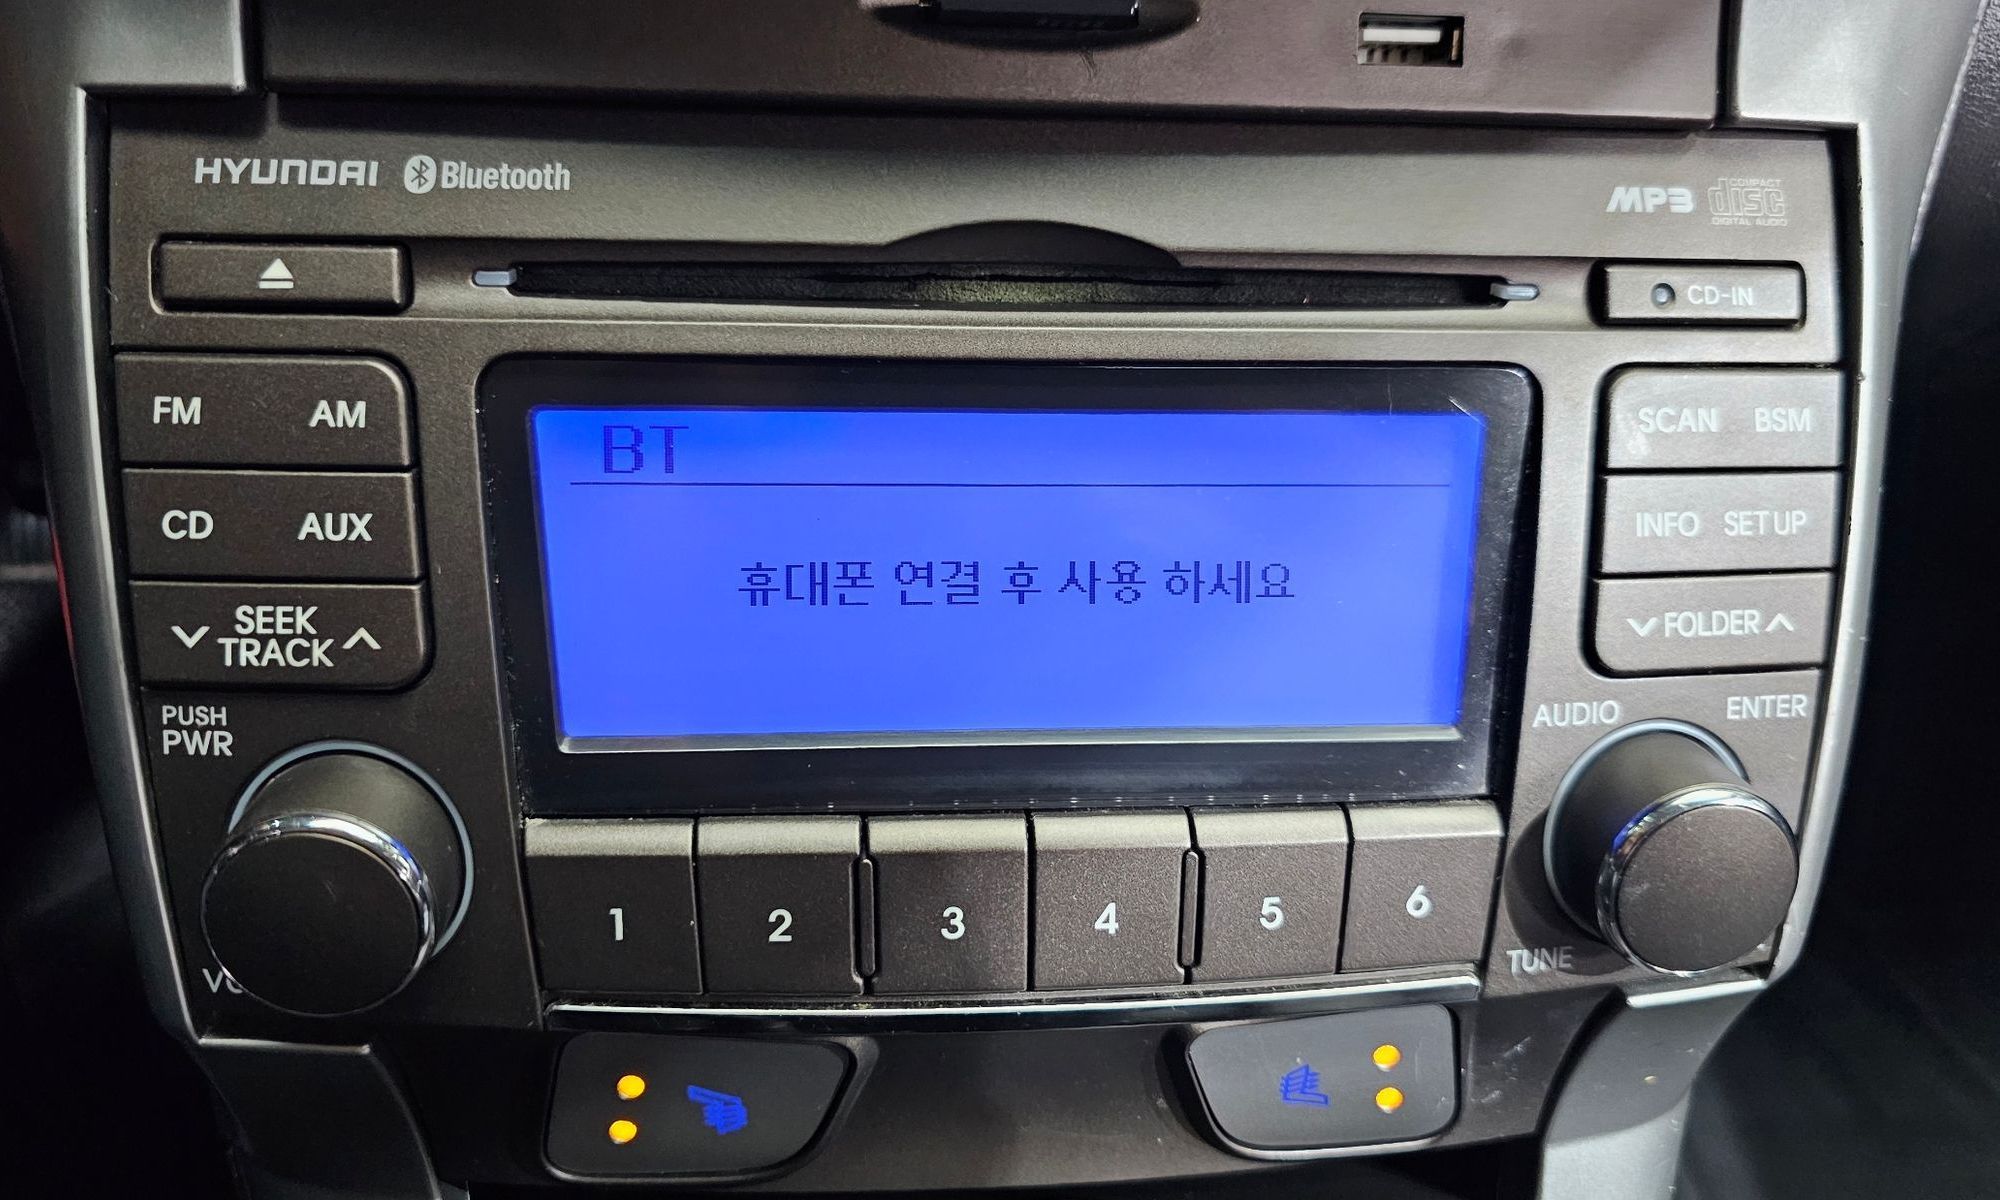 HYUNDAI Bluetooth
MP3 COMPACT disc DIGITAL AUDIO
CD-IN
FM AM
SCAN BSM
BT
CD AUX
INFO SETUP
휴대폰 연결 후 사용 하세요
SEEK
TRACK
FOLDER
PUSH
PWR
AUDIO ENTER
1 2 3 4 5 6
TUNE